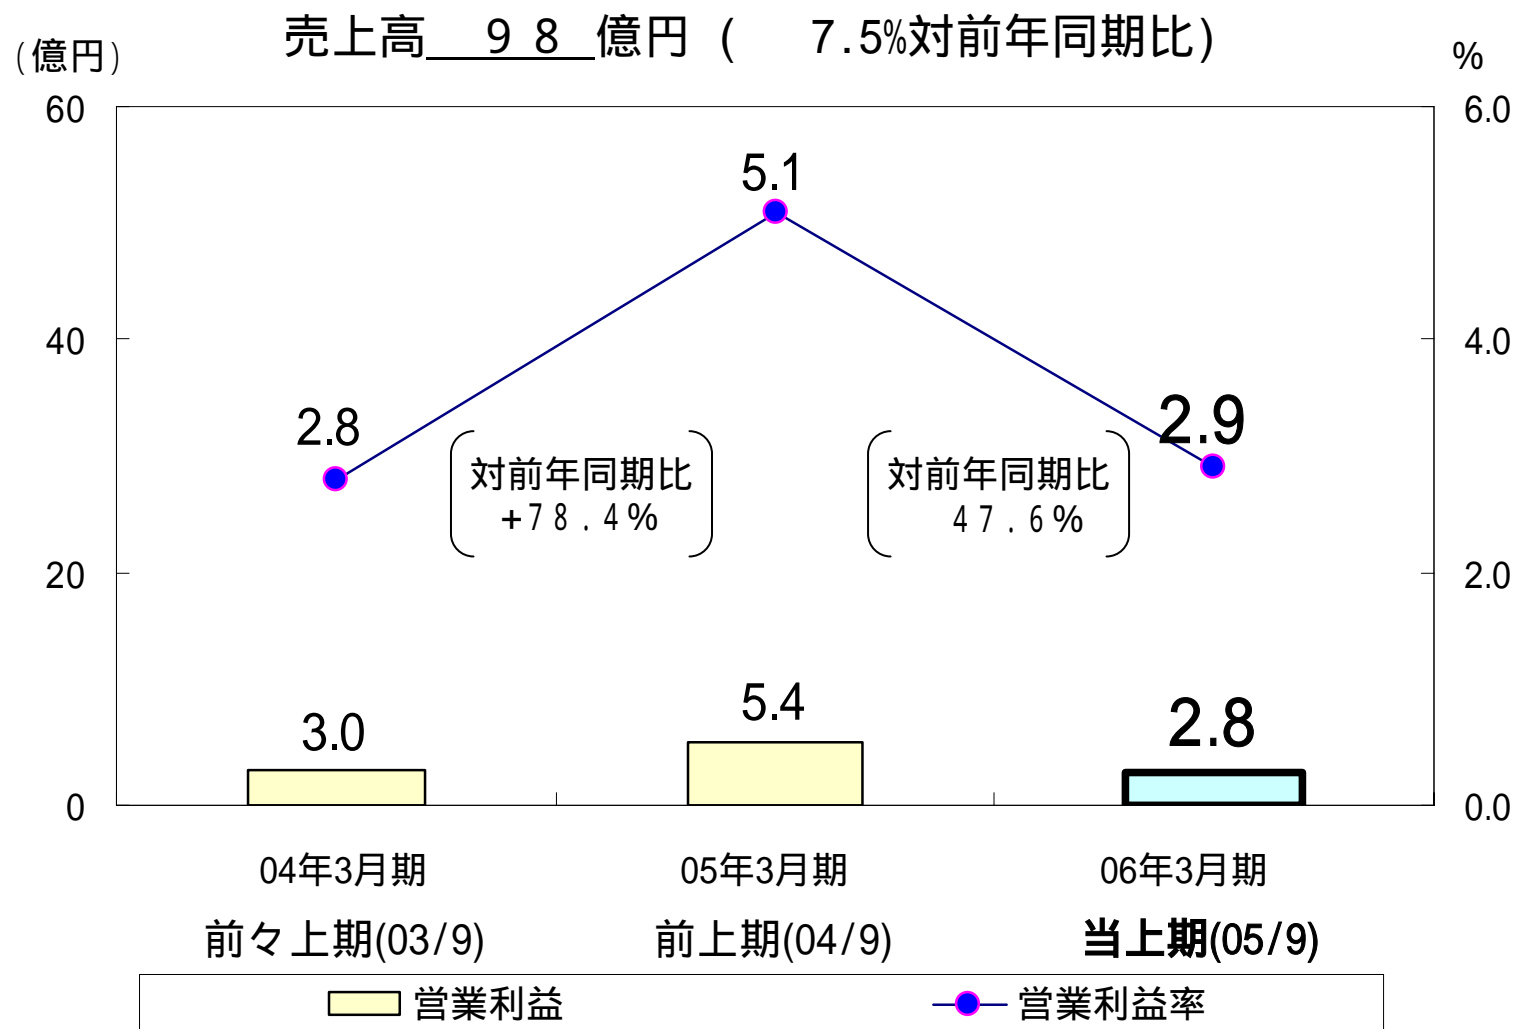 売上高 98 億円 ( 7.5%対前年同期比)
(億円)
%
60
6.0
5.1
40
4.0
2.8
2.9
対前年同期比
+78.4%
対前年同期比
47.6%
20
2.0
3.0
5.4
2.8
0
0.0
04年3月期
05年3月期
06年3月期
前々上期(03/9)
前上期(04/9)
当上期(05/9)
営業利益
営業利益率